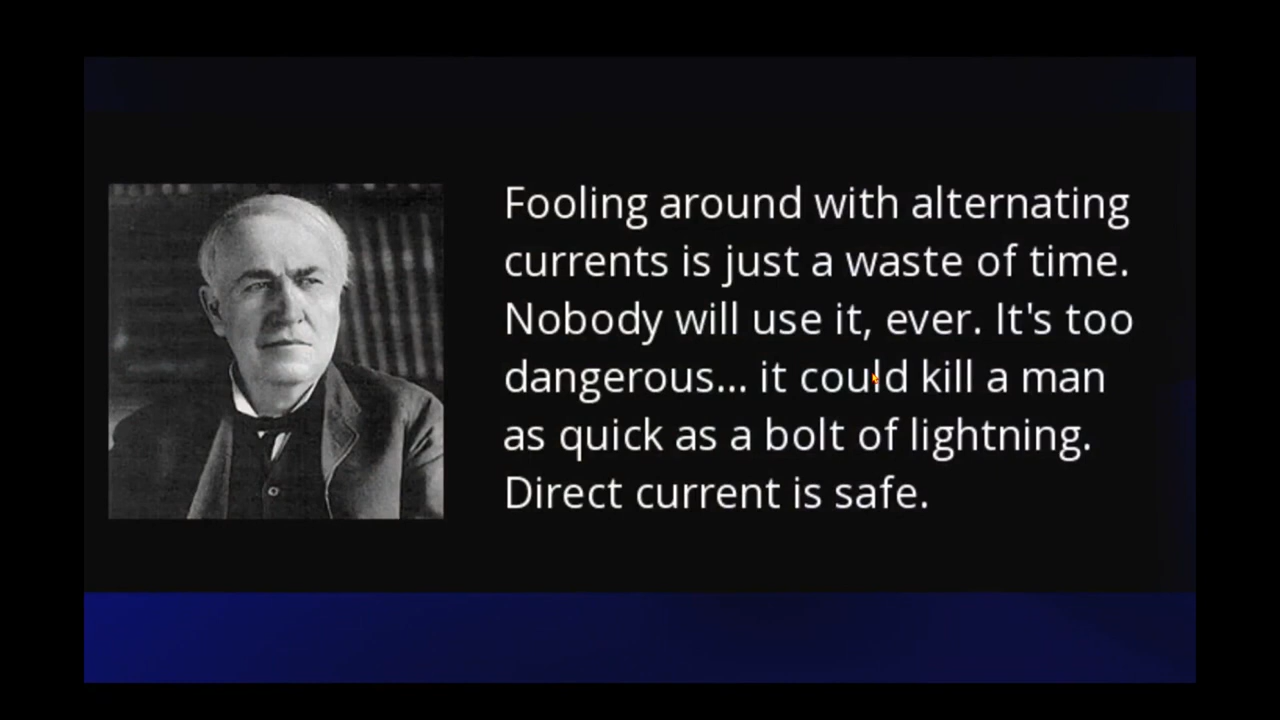 Fooling around with alternating
currents is just a waste of time.
Nobody will use it, ever. It's too
dangerous... it could kill a man
as quick as a bolt of lightning.
Direct current is safe.